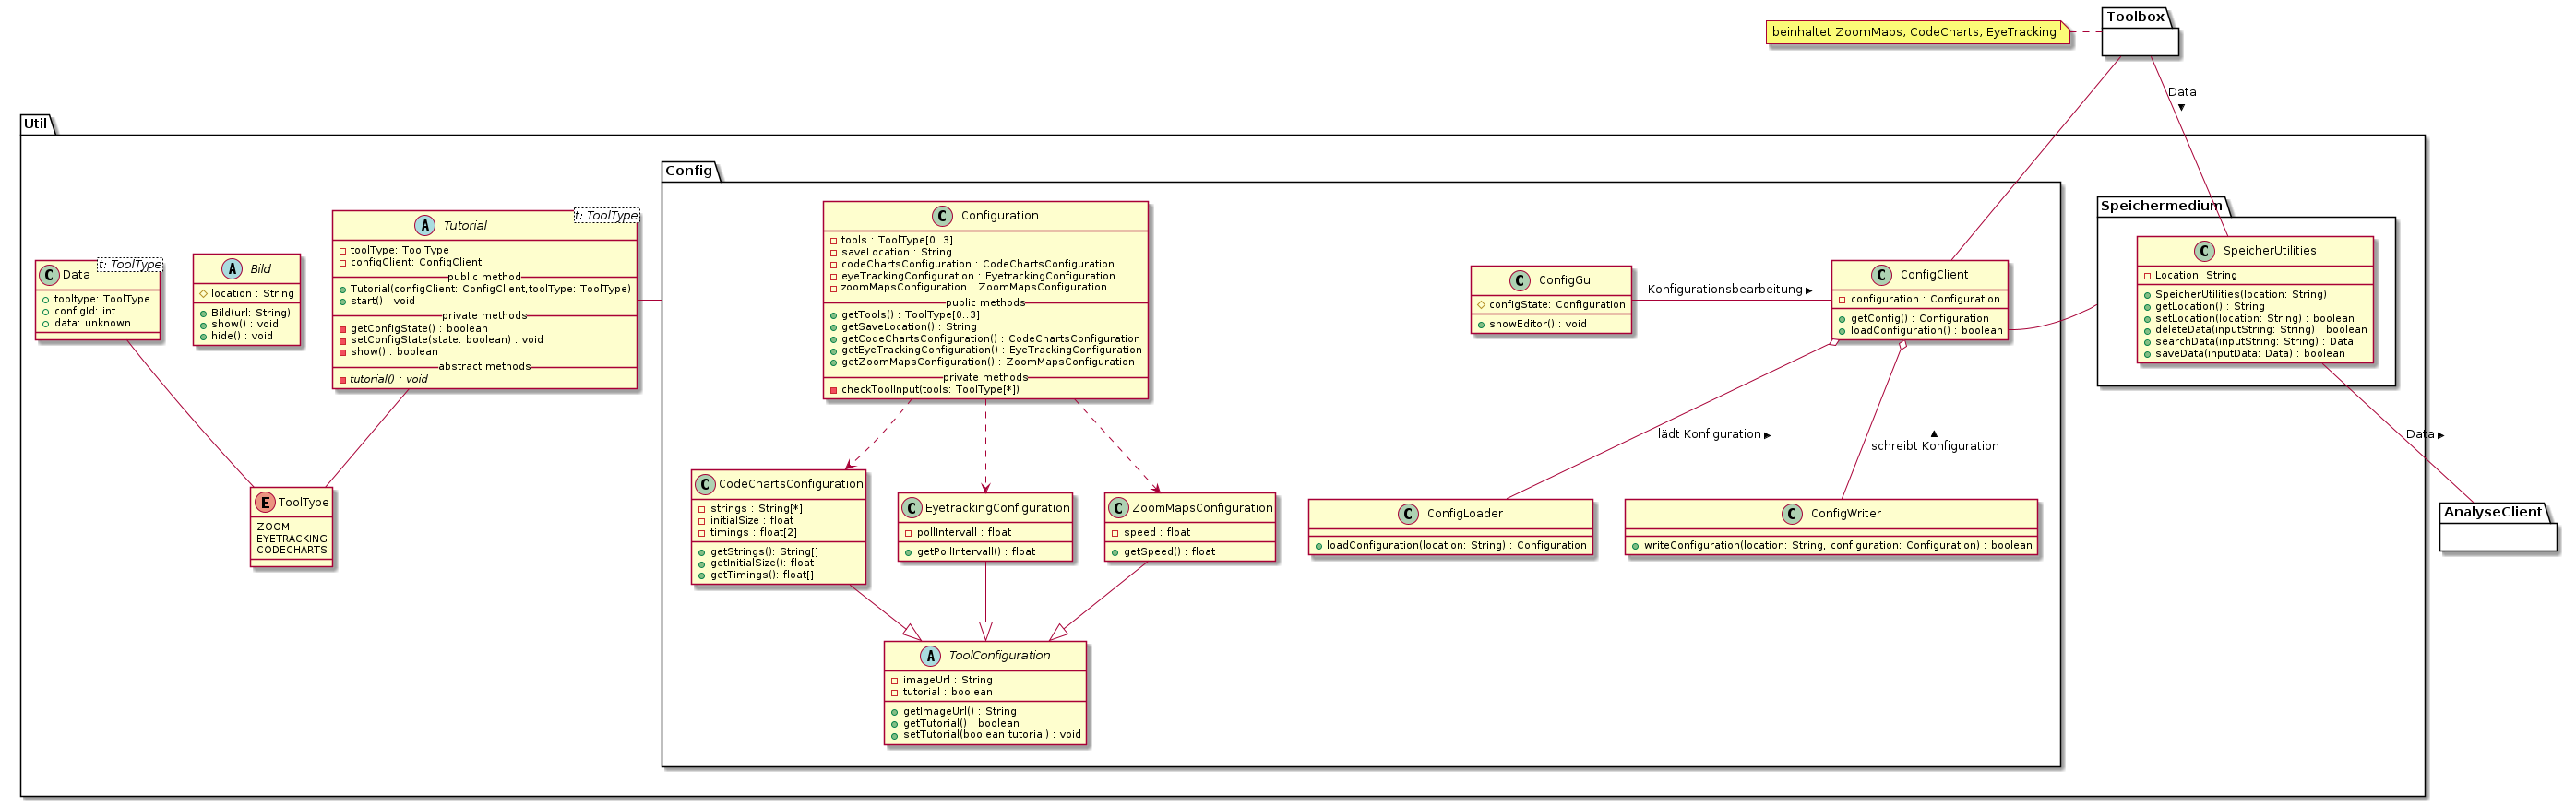 Toolbox
beinhaltet ZoomMaps, CodeCharts, EyeTracking
Data
▼
Util
Config
Speichermedium
C Data
t: ToolType
tooltype: ToolType
configId: int
data: unknown
A Bild
location : String
Bild(url: String)
show() : void
hide() : void
A Tutorial
t: ToolType
toolType: ToolType
configClient: ConfigClient
public method
Tutorial(configClient: ConfigClient,toolType: ToolType)
start() : void
private methods
getConfigState() : boolean
setConfigState(state: boolean) : void
show() : boolean
abstract methods
tutorial() : void
C Configuration
tools : ToolType[0..3]
saveLocation : String
codeChartsConfiguration : CodeChartsConfiguration
eyeTrackingConfiguration : EyetrackingConfiguration
zoomMapsConfiguration : ZoomMapsConfiguration
public methods
getTools() : ToolType[0..3]
getSaveLocation() : String
getCodeChartsConfiguration() : CodeChartsConfiguration
getEyeTrackingConfiguration() : EyeTrackingConfiguration
getZoomMapsConfiguration() : ZoomMapsConfiguration
private methods
checkToolInput(tools: ToolType[*])
C ConfigGui
configState: Configuration
showEditor() : void
Konfigurationsbearbeitung ▶
C ConfigClient
configuration : Configuration
getConfig() : Configuration
loadConfiguration() : boolean
C SpeicherUtilities
Location: String
SpeicherUtilities(location: String)
getLocation() : String
setLocation(location: String) : boolean
deleteData(inputString: String) : boolean
searchData(inputString: String) : Data
saveData(inputData: Data) : boolean
lädt Konfiguration ▶
▲
schreibt Konfiguration
Data ▶
E ToolType
ZOOM
EYETRACKING
CODECHARTS
C CodeChartsConfiguration
strings : String[*]
initialSize : float
timings : float[2]
getStrings(): String[]
getInitialSize(): float
getTimings(): float[]
C EyetrackingConfiguration
pollIntervall : float
getPollIntervall() : float
C ZoomMapsConfiguration
speed : float
getSpeed() : float
C ConfigLoader
loadConfiguration(location: String) : Configuration
C ConfigWriter
writeConfiguration(location: String, configuration: Configuration) : boolean
AnalyseClient
A ToolConfiguration
imageUrl : String
tutorial : boolean
getImageUrl() : String
getTutorial() : boolean
setTutorial(boolean tutorial) : void